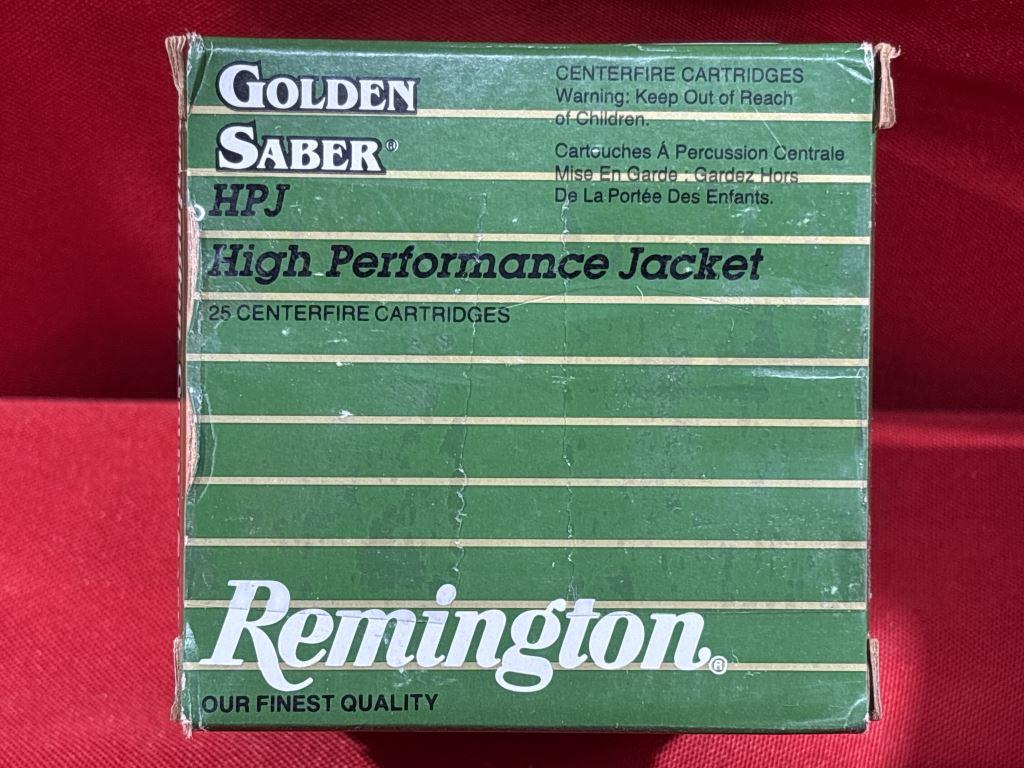 GOLDEN
SABER®
HPJ
High Performance Jacket
25 CENTERFIRE CARTRIDGES
CENTERFIRE CARTRIDGES
Warning: Keep Out of Reach
of Children.
Cartouches Á Percussion Centrale
Mise En Garde : Gardez Hors
De La Portée Des Enfants.
Remington®
OUR FINEST QUALITY